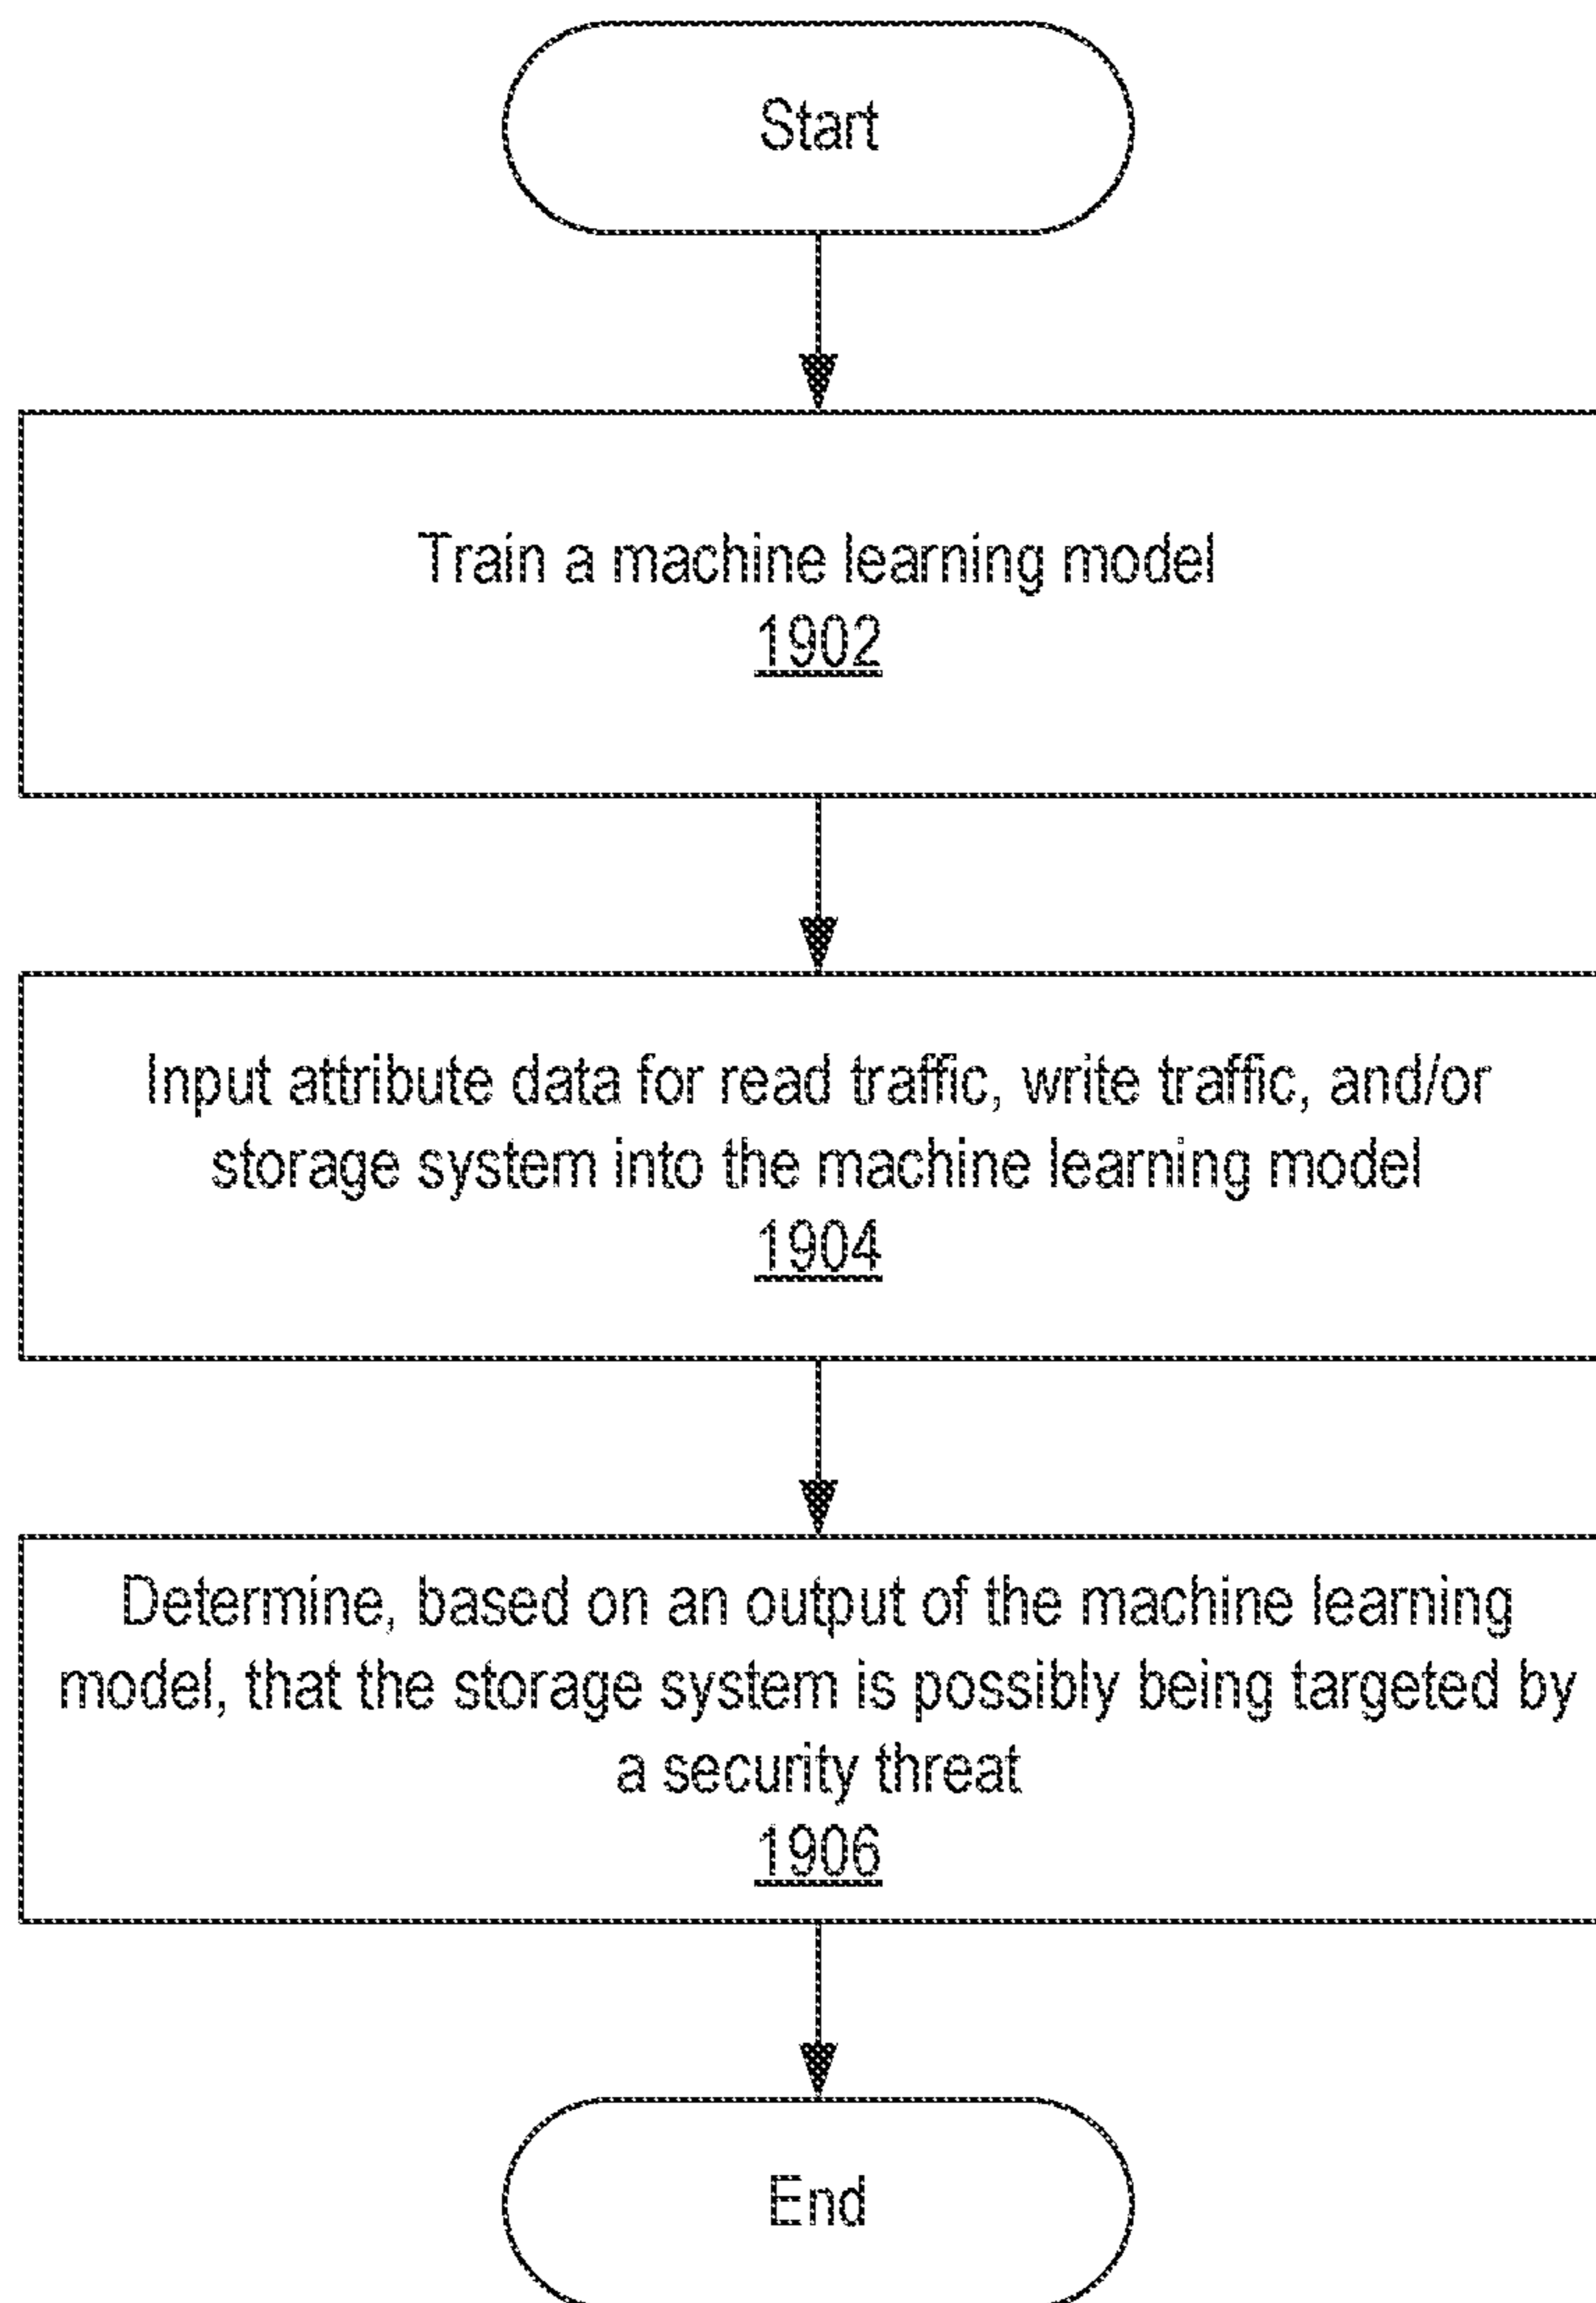 Start
Train a machine learning model
1902
Input attribute data for read traffic, write traffic, and/or
storage system into the machine learning model
1904
Determine, based on an output of the machine learning
model, that the storage system is possibly being targeted by
a security threat
1906
End